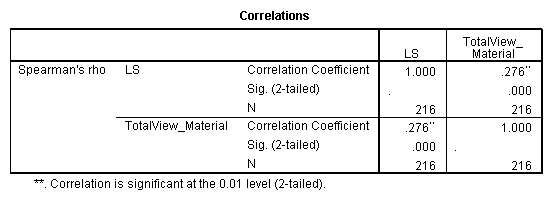 Correlations
LS TotalView_
Material
Spearman's rho LS Correlation Coefficient 1.000 .276**
Sig. (2-tailed) . .000
N 216 216
TotalView_Material Correlation Coefficient .276** 1.000
Sig. (2-tailed) .000 .
N 216 216
**. Correlation is significant at the 0.01 level (2-tailed).